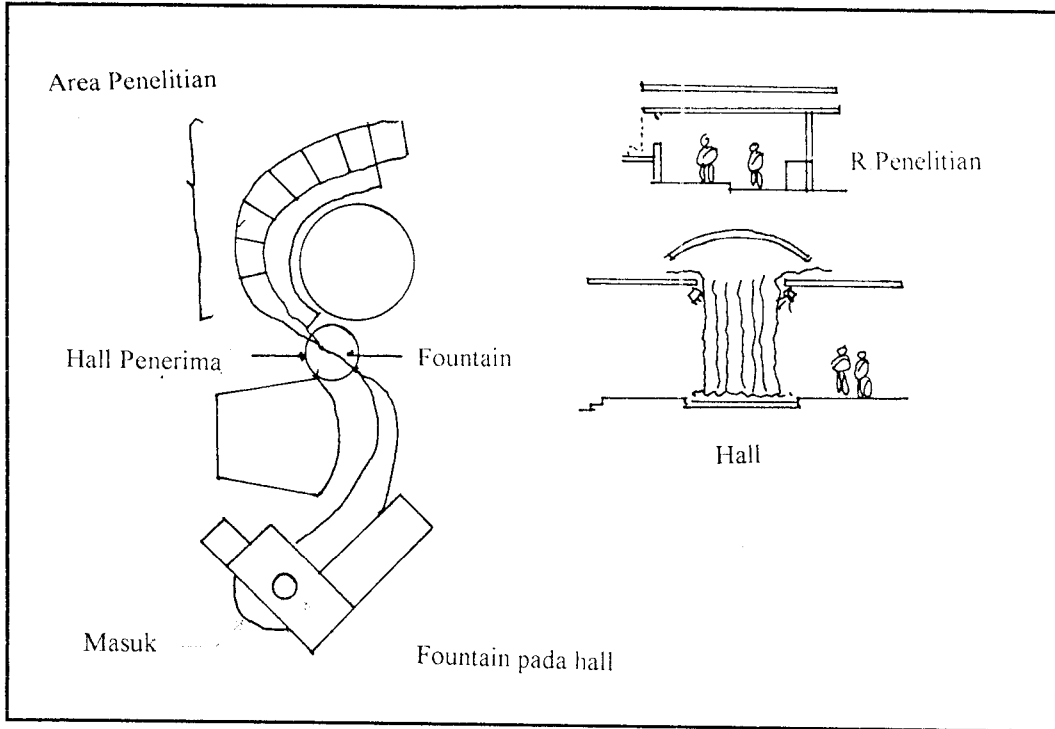 Area Penelitian
R Penelitian
Hall Penerima
Fountain
Hall
Masuk
Fountain pada hall